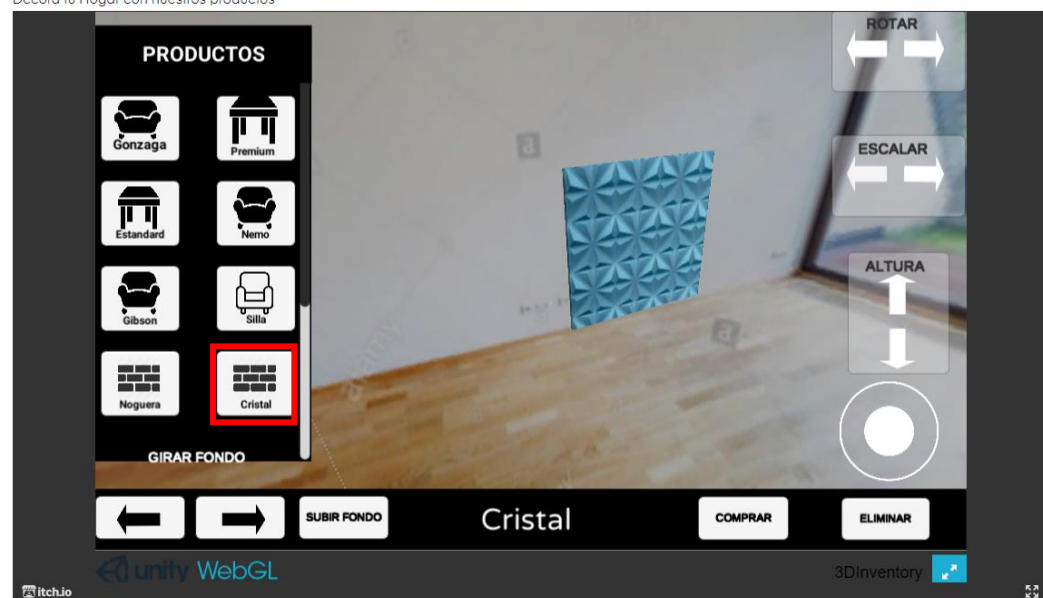 Decora tu Hogar con nuestros productos
PRODUCTOS
Gonzaga
Premium
Estandard
Nemo
Gibson
Silla
Noguera
Cristal
GIRAR FONDO
ROTAR
ESCALAR
ALTURA
a
a
alamy
SUBIR FONDO
Cristal
COMPRAR
ELIMINAR
unity WebGL
3DInventory
itch.io